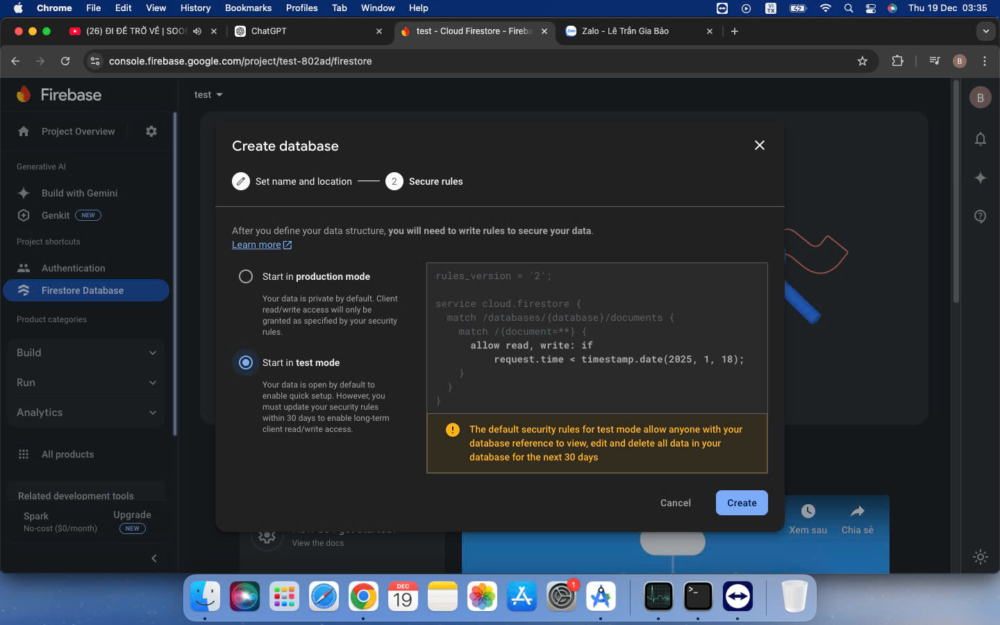 Chrome File Edit View History Bookmarks Profiles Tab Window Help
VI
TX
Thu 19 Dec 03:35
(26) ĐI ĐỂ TRỞ VỀ | SOOB
ChatGPT
test - Cloud Firestore - Fireba
Zalo
Zalo - Lê Trần Gia Bảo
console.firebase.google.com/project/test-802ad/firestore
B
Firebase
test
B
Project Overview
Generative AI
Build with Gemini
Genkit NEW
Project shortcuts
Authentication
Firestore Database
Product categories
Build
Run
Analytics
All products
Related development tools
Spark
No-cost ($0/month)
Upgrade
NEW
Create database
Set name and location
2
Secure rules
After you define your data structure, you will need to write rules to secure your data.
Learn more
Start in production mode
Your data is private by default. Client
read/write access will only be
granted as specified by your security
rules.
Start in test mode
Your data is open by default to
enable quick setup. However, you
must update your security rules
within 30 days to enable long-term
client read/write access.
rules_version = '2';
service cloud.firestore {
match /databases/{database}/documents {
match /{document=**} {
allow read, write: if
request.time < timestamp.date(2025, 1, 18);
}
}
}
! The default security rules for test mode allow anyone with your
database reference to view, edit and delete all data in your
database for the next 30 days
Cancel
Create
View the docs
Xem sau
Chia sẻ
DEC
19
1
>_